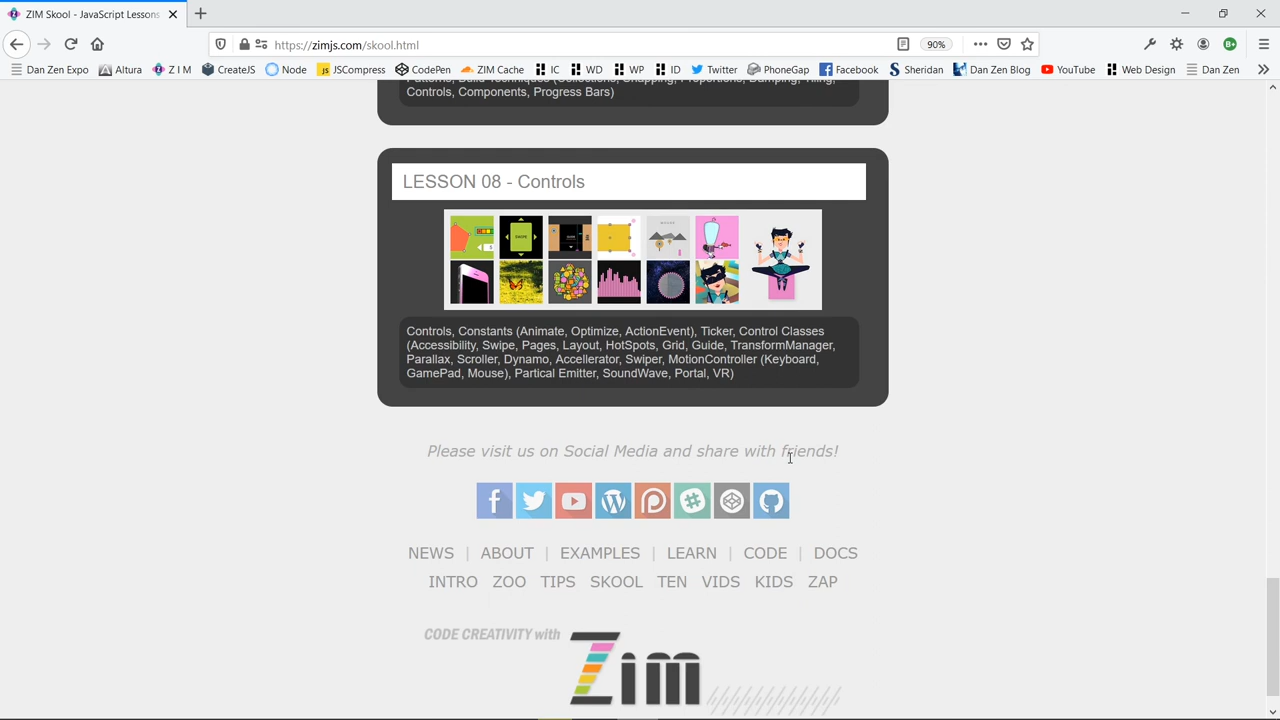 ZIM Skool - JavaScript Lessons
https://zimjs.com/skool.html
90%
Dan Zen Expo Altura Z I M CreateJS Node JSCompress CodePen ZIM Cache IC WD WP ID Twitter PhoneGap Facebook Sheridan Dan Zen Blog YouTube Web Design Dan Zen
Controls, Components, Progress Bars)
LESSON 08 - Controls
Controls, Constants (Animate, Optimize, ActionEvent), Ticker, Control Classes
(Accessibility, Swipe, Pages, Layout, HotSpots, Grid, Guide, TransformManager,
Parallax, Scroller, Dynamo, Accellerator, Swiper, MotionController (Keyboard,
GamePad, Mouse), Partical Emitter, SoundWave, Portal, VR)
Please visit us on Social Media and share with friends!
NEWS | ABOUT | EXAMPLES | LEARN | CODE | DOCS
INTRO ZOO TIPS SKOOL TEN VIDS KIDS ZAP
CODE CREATIVITY with
Zim